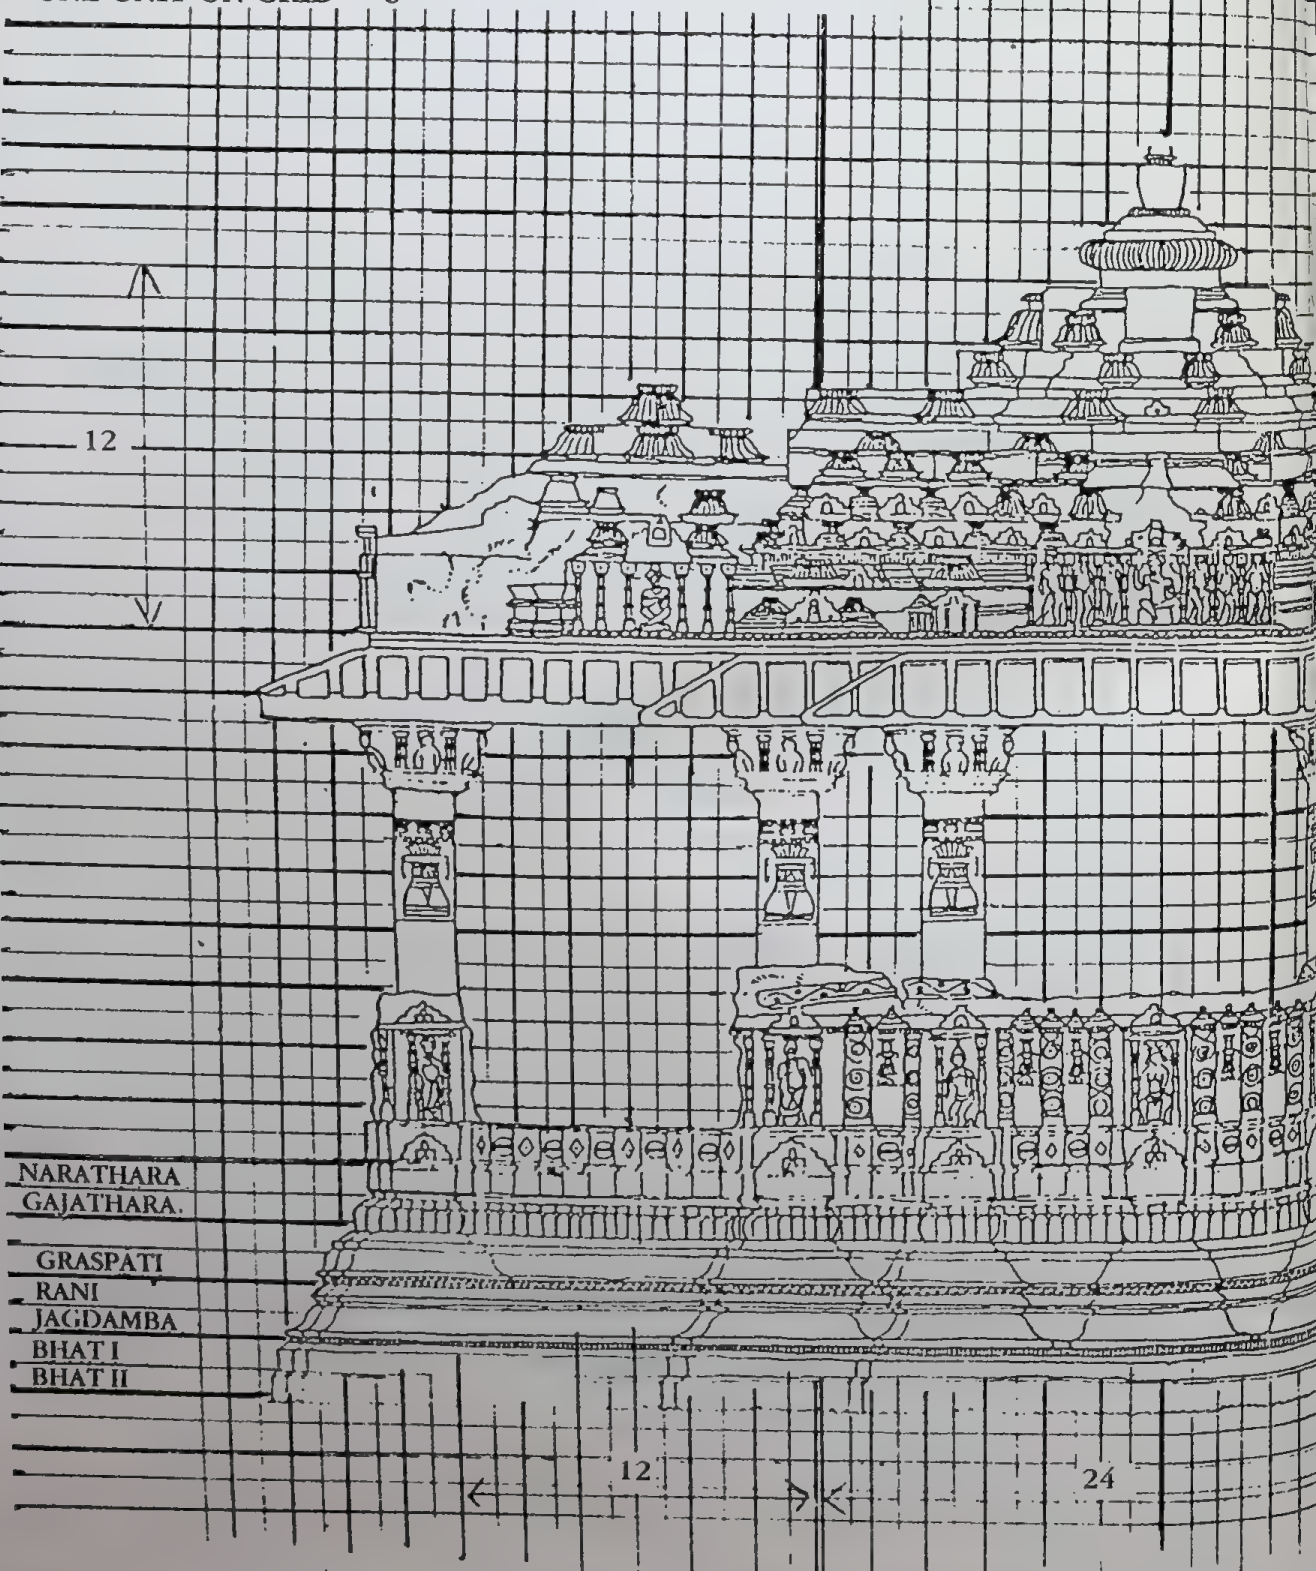 12
NARATHARA
GAJATHARA.
GRASPATI
RANI
JAGDAMBA
BHAT I
BHAT II
12
24